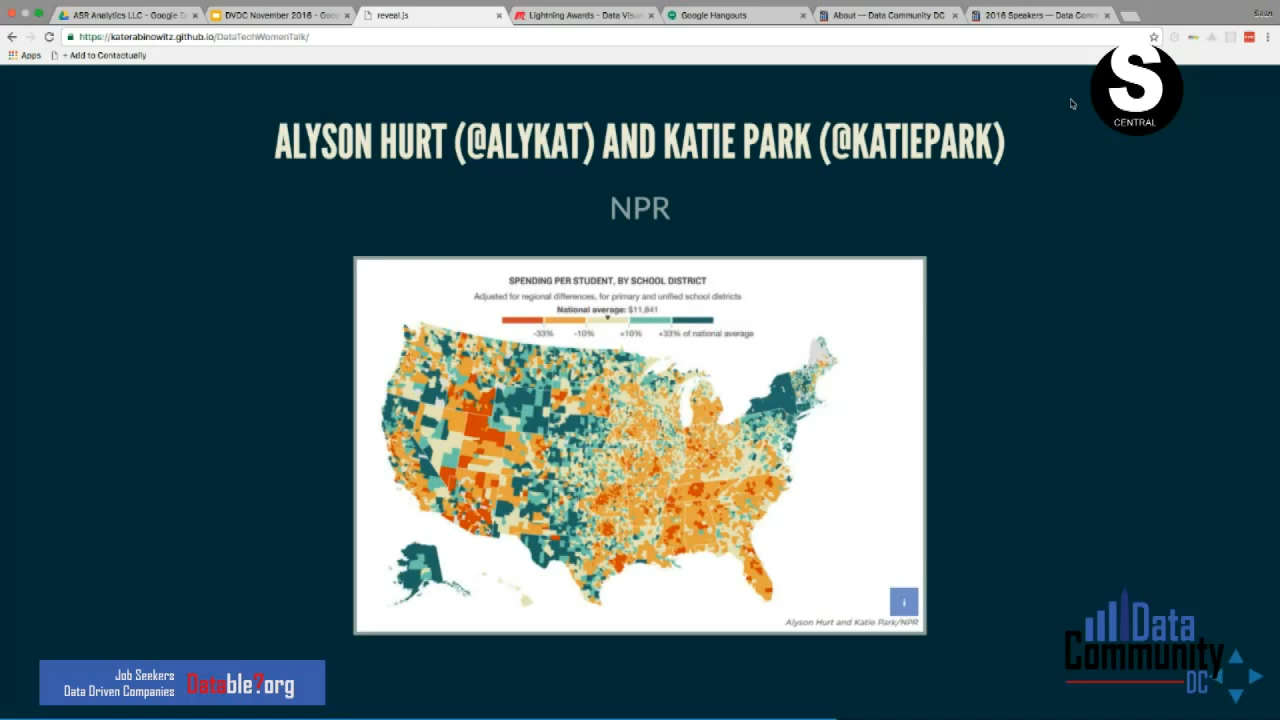 ASR Analytics LLC - Google D
DVDC November 2016 - Goog
reveal.js
Lightning Awards - Data Visua
Google Hangouts
About — Data Community DC
2016 Speakers — Data Comm
Sean
https://katerabinowitz.github.io/DataTechWomenTalk/
Apps
+ Add to Contactually
S
CENTRAL
ALYSON HURT (@ALYKAT) AND KATIE PARK (@KATIEPARK)
NPR
SPENDING PER STUDENT, BY SCHOOL DISTRICT
Adjusted for regional differences, for primary and unified school districts
National average: $11,841
-33% -10% +10% +33% of national average
i
Alyson Hurt and Katie Park/NPR
Job Seekers
Data Driven Companies
Datable?org
Data
Community
DC